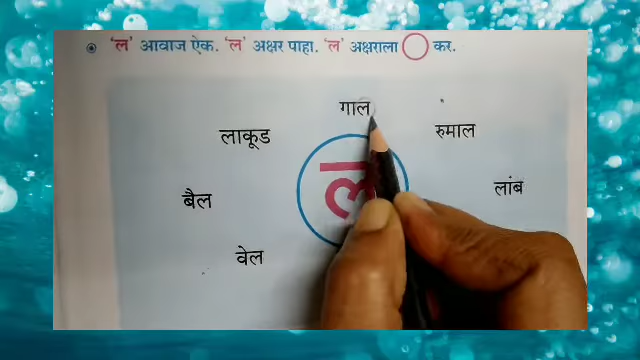 'ल' आवाज ऐक. 'ल' अक्षर पाहा. 'ल' अक्षराला ◯ कर.
गाल
लाकूड
रुमाल
ल
बैल
लांब
वेल